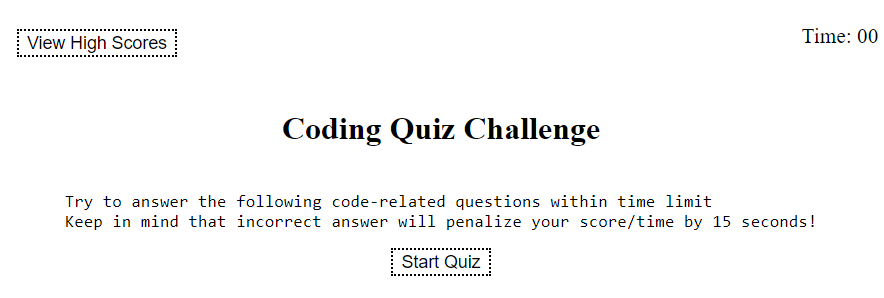 View High Scores
Time: 00
Coding Quiz Challenge
Try to answer the following code-related questions within time limit
Keep in mind that incorrect answer will penalize your score/time by 15 seconds!
Start Quiz